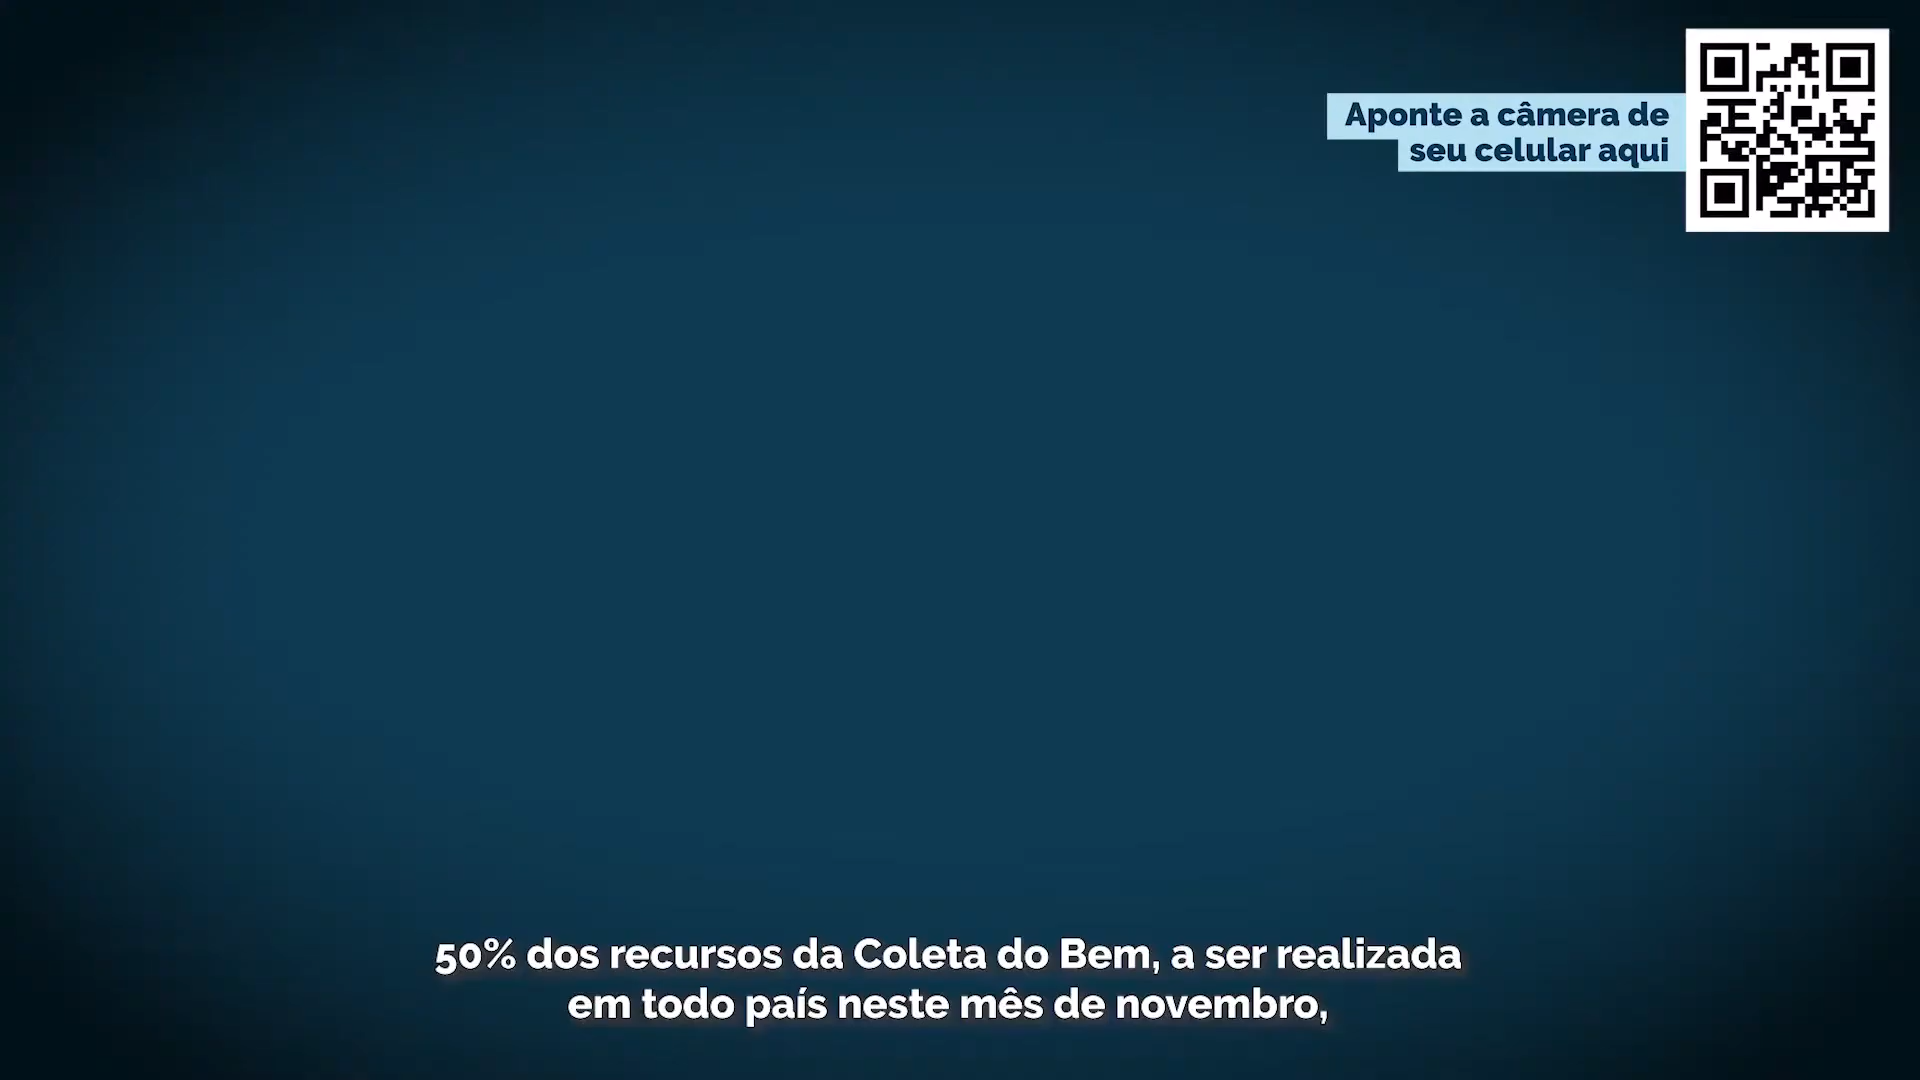 Aponte a câmera de
seu celular aqui
50% dos recursos da Coleta do Bem, a ser realizada
em todo país neste mês de novembro,